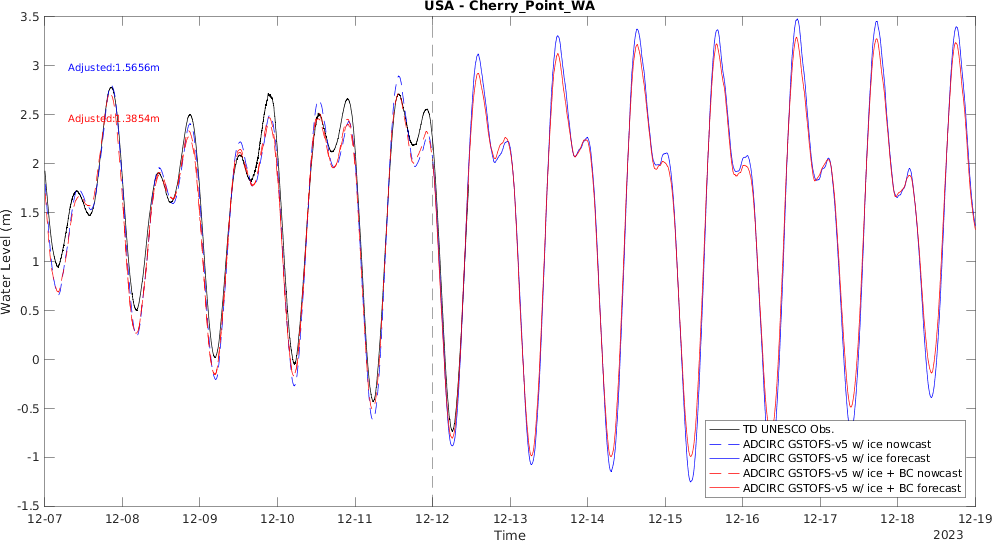 USA - Cherry_Point_WA
3.5
3
2.5
2
1.5
1
0.5
0
-0.5
-1
-1.5
Water Level (m)
Adjusted:1.5656m
Adjusted:1.3854m
TD UNESCO Obs.
ADCIRC GSTOFS-v5 w/ ice nowcast
ADCIRC GSTOFS-v5 w/ ice forecast
ADCIRC GSTOFS-v5 w/ ice + BC nowcast
ADCIRC GSTOFS-v5 w/ ice + BC forecast
12-07 12-08 12-09 12-10 12-11 12-12 12-13 12-14 12-15 12-16 12-17 12-18 12-19
Time
2023